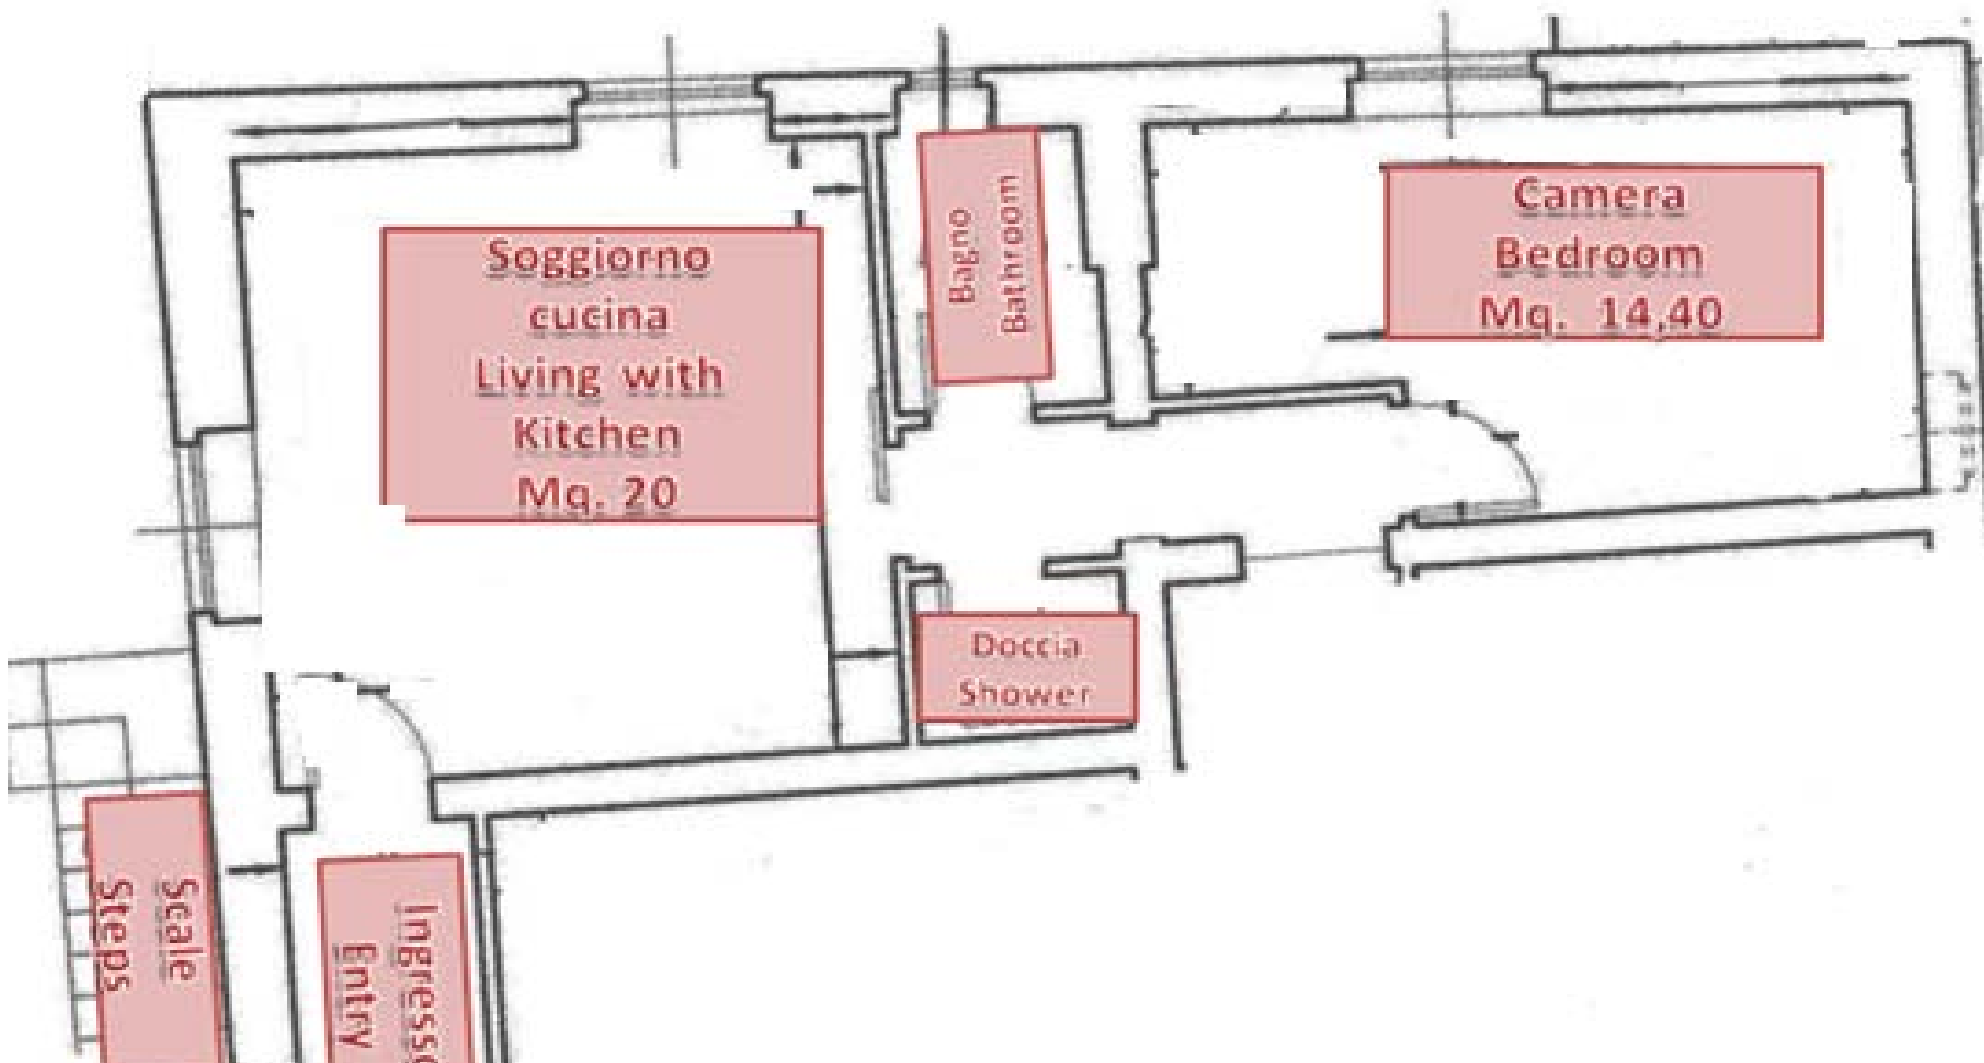 Soggiorno
cucina
Living with
Kitchen
Mq. 20
Bagno
Bathroom
Camera
Bedroom
Mq. 14,40
Doccia
Shower
Scale
Steps
Ingresso
Entry